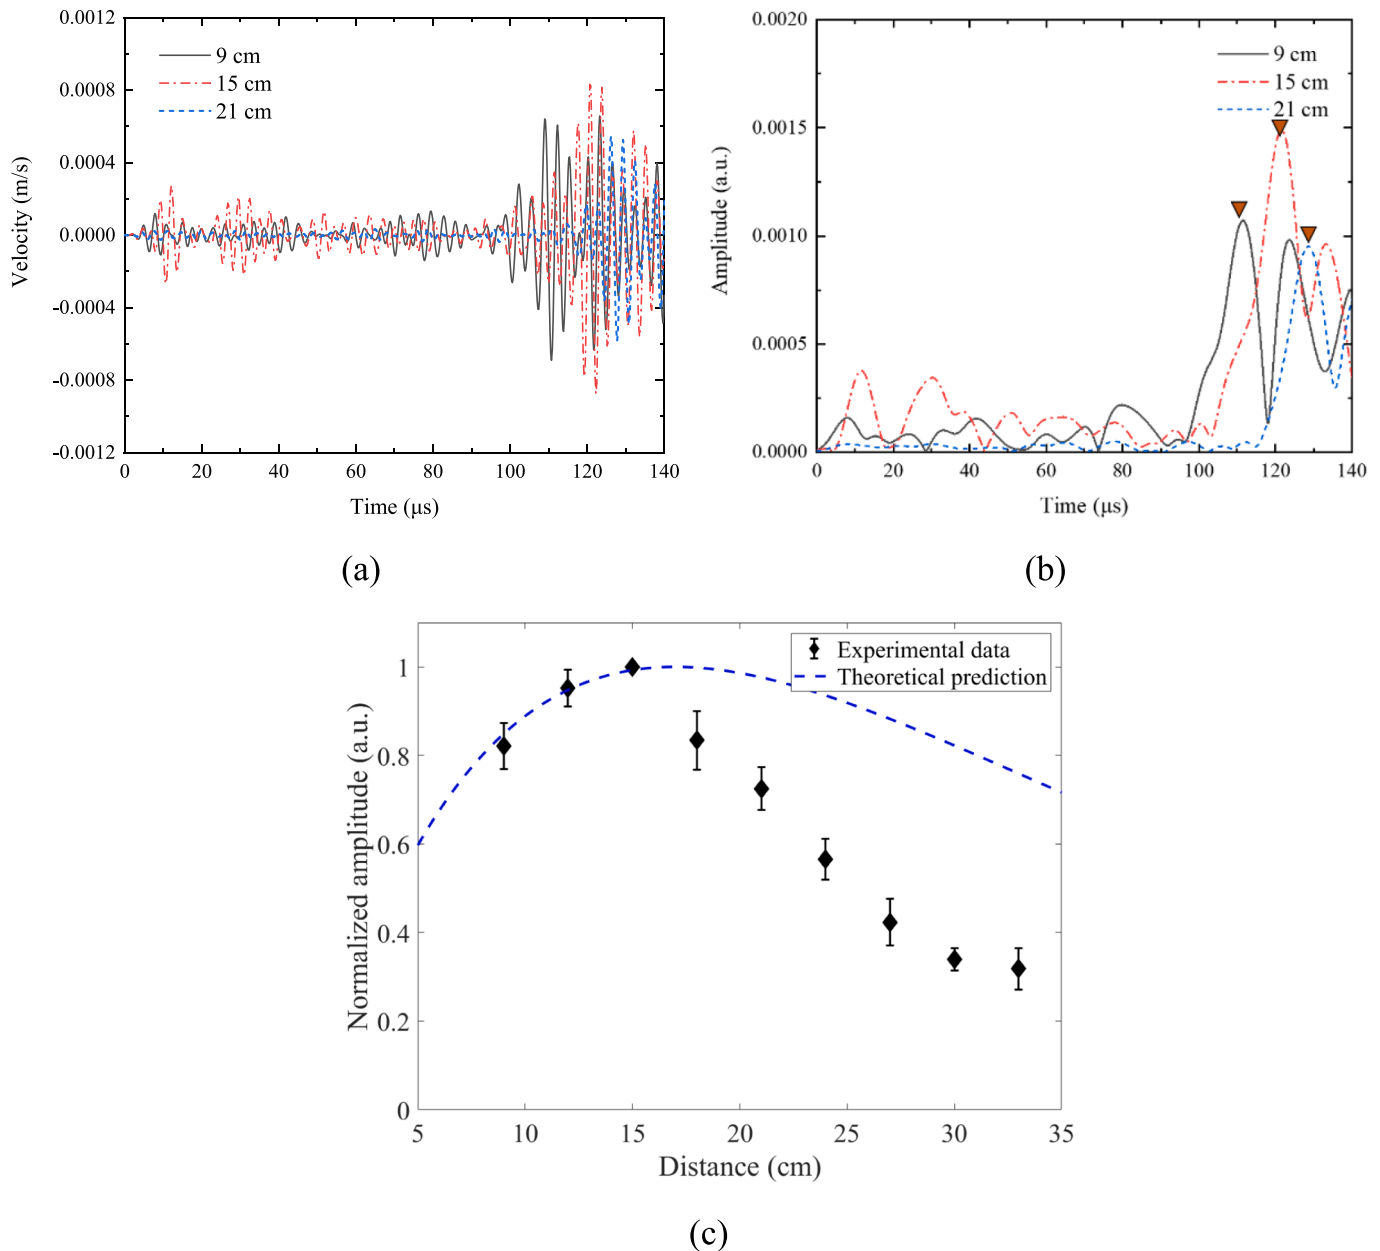 0.0012
0.0008
0.0004
0.0000
-0.0004
-0.0008
-0.0012
Velocity (m/s)
9 cm
15 cm
21 cm
0 20 40 60 80 100 120 140
Time (μs)
(a)
0.0020
0.0015
0.0010
0.0005
0.0000
Amplitude (a.u.)
9 cm
15 cm
21 cm
0 20 40 60 80 100 120 140
Time (μs)
(b)
1
0.8
0.6
0.4
0.2
0
Normalized amplitude (a.u.)
Experimental data
Theoretical prediction
5 10 15 20 25 30 35
Distance (cm)
(c)